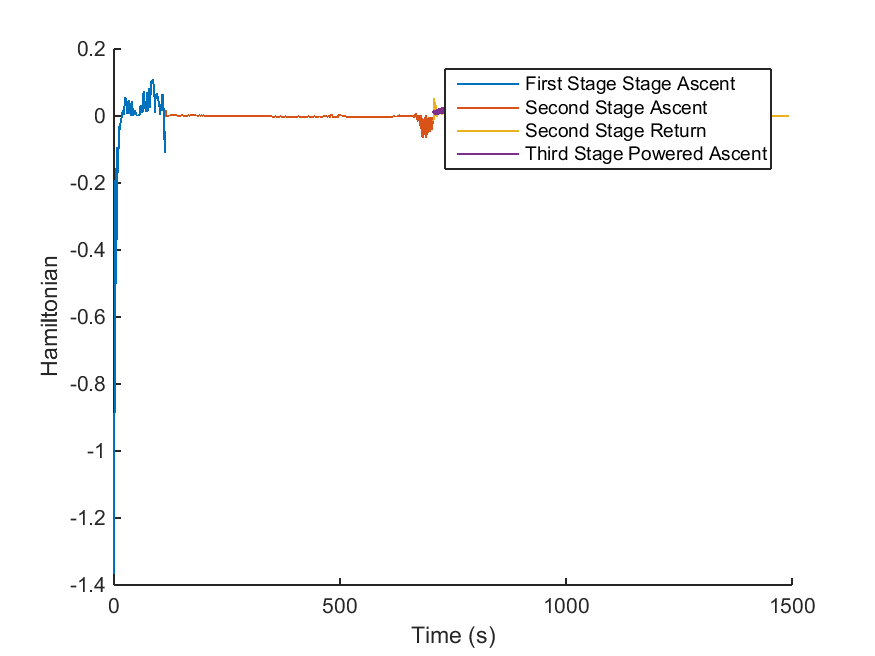 0.2
0
-0.2
-0.4
-0.6
-0.8
-1
-1.2
-1.4
Hamiltonian
First Stage Stage Ascent
Second Stage Ascent
Second Stage Return
Third Stage Powered Ascent
0 500 1000 1500
Time (s)